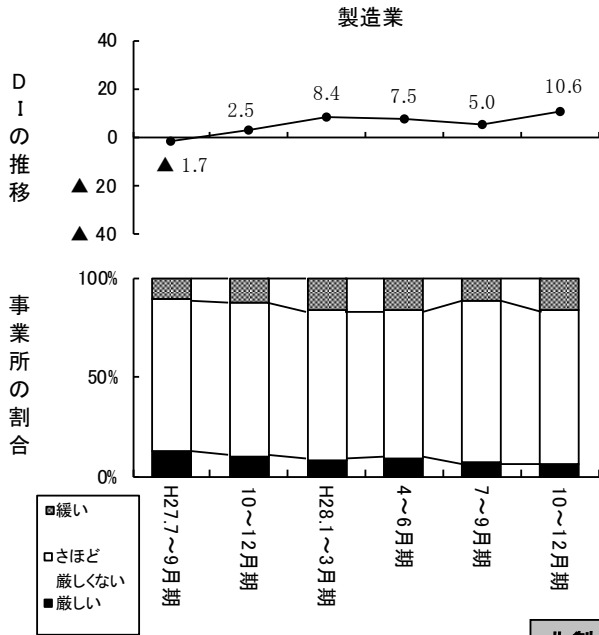 製造業
DIの推移
40
20
0
▲ 20
▲ 40
▲ 1.7
2.5
8.4
7.5
5.0
10.6
事業所の割合
100%
50%
0%
H27.7～9月期
10～12月期
H28.1～3月期
4～6月期
7～9月期
10～12月期
緩い
さほど
厳しくない
厳しい